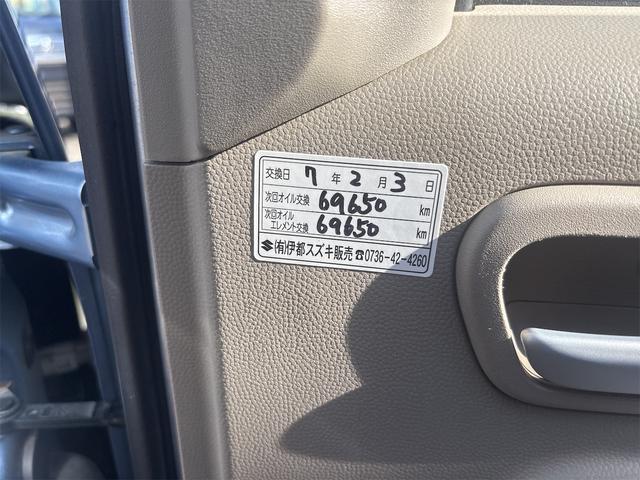 交換日 7 年 2 月 3 日
次回オイル交換 69650 km
次回オイル
エレメント交換 69650 km
(有)伊都スズキ販売 ☎0736-42-4260